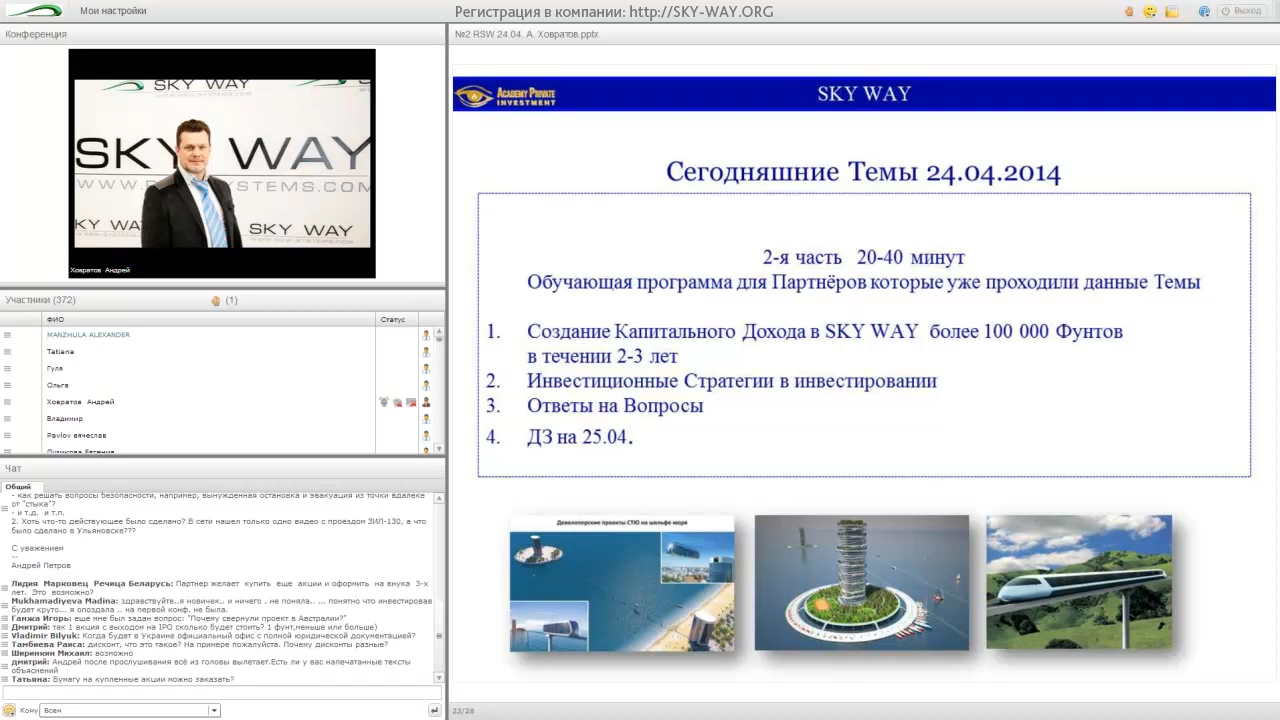 Мои настройки
Регистрация в компании: http://SKY-WAY.ORG
Выход
Конференция
№2 RSW 24.04. А. Ховратов.pptx
SKY WAY
SKY WAY
SKY WAY
KY WAY
SKY WAY
Ховратов Андрей
Участники (372)
(1)
ФИО
Статус
MANZHULA ALEXANDER
Tatiana
Гуля
Ольга
Ховратов Андрей
Владимир
Pavlov вячеслав
Чат
Общий
- как решать вопросы безопасности, например, вынужденная остановка и эвакуация из точки вдалеке
от "стыка"?
- и т.д. и т.п.
2. Хоть что-то действующее было сделано? В сети нашел только одно видео с проездом ЗИЛ-130, а что
было сделано в Ульяновске???
С уважением
--
Андрей Петров
Лидия Марковец Речица Беларусь: Партнер желает купить еще акции и оформить на внука 3-х
лет. Это возможно?
Mukhamadiyeva Madina: здравствуйте..я новичек.. и ничего . не поняла.. ... понятно что инвестировав
будет круто... я опоздала .. на первой конф. не была.
Ганжа Игорь: еще мне был задан вопрос: "Почему свернули проект в Австралии?"
Дмитрий: так 1 акция с выходом на IPO сколько будет стоить? 1 фунт,меньше или больше)
Vladimir Bilyuk: Когда будет в Украине официальный офис с полной юридической документацией?
Тамбиева Раиса: дисконт, что это такое? На примере пожалуйста. Почему дисконты разные?
Ширинкин Михаил: возможно
дмитрий: Андрей после прослушивания всё из головы вылетает.Есть ли у вас напечатанные тексты
объяснений
Татьяна: Бумагу на купленные акции можно заказать?
Кому
Всем
ACADEMY PRIVATE
INVESTMENT
SKY WAY
Сегодняшние Темы 24.04.2014
2-я часть 20-40 минут
Обучающая программа для Партнёров которые уже проходили данные Темы
1. Создание Капитального Дохода в SKY WAY более 100 000 Фунтов
в течении 2-3 лет
2. Инвестиционные Стратегии в инвестировании
3. Ответы на Вопросы
4. ДЗ на 25.04.
Девелоперские проекты СТЮ на шельфе моря
22/28